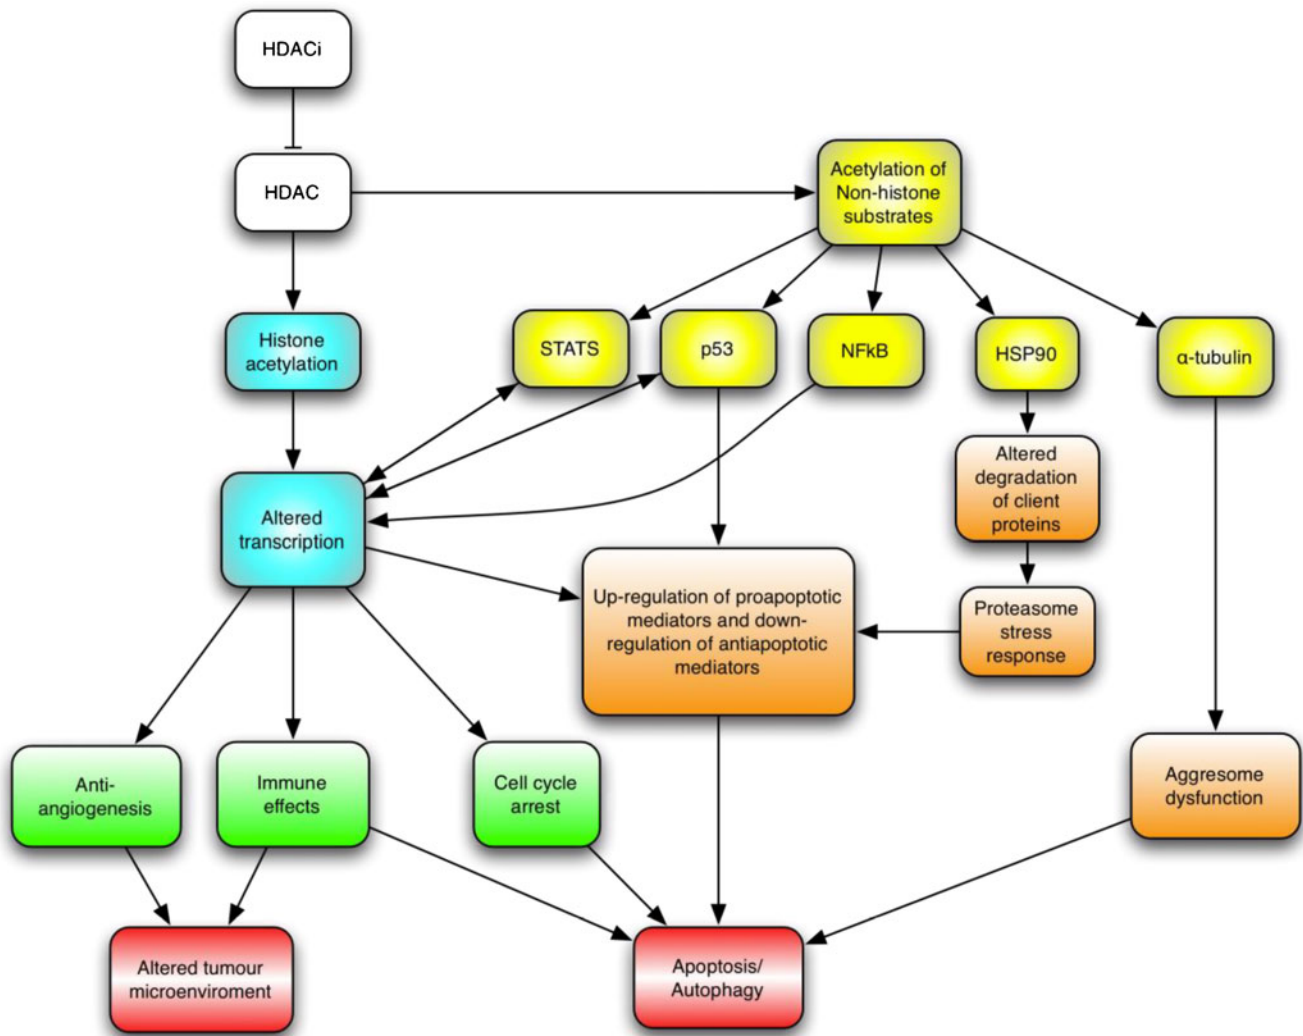 HDACi
HDAC
Acetylation of
Non-histone
substrates
Histone
acetylation
STATS
p53
NFkB
HSP90
α-tubulin
Altered
degradation
of client
proteins
Altered
transcription
Up-regulation of proapoptotic
mediators and down-
regulation of antiapoptotic
mediators
Proteasome
stress
response
Anti-
angiogenesis
Immune
effects
Cell cycle
arrest
Aggresome
dysfunction
Altered tumour
microenviroment
Apoptosis/
Autophagy